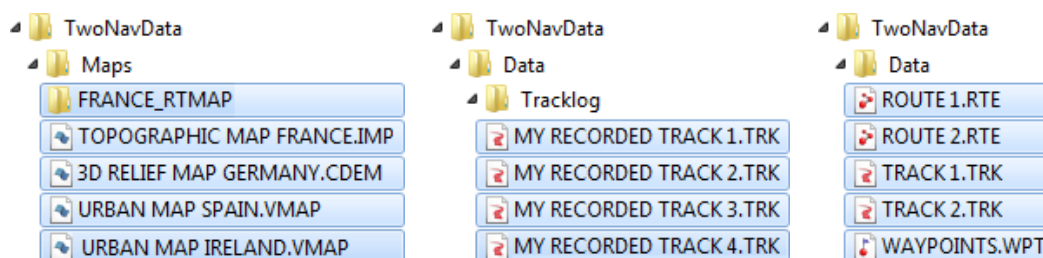 TwoNavData
Maps
FRANCE_RTMAP
TOPOGRAPHIC MAP FRANCE.IMP
3D RELIEF MAP GERMANY.CDEM
URBAN MAP SPAIN.VMAP
URBAN MAP IRELAND.VMAP
TwoNavData
Data
Tracklog
MY RECORDED TRACK 1.TRK
MY RECORDED TRACK 2.TRK
MY RECORDED TRACK 3.TRK
MY RECORDED TRACK 4.TRK
TwoNavData
Data
ROUTE 1.RTE
ROUTE 2.RTE
TRACK 1.TRK
TRACK 2.TRK
WAYPOINTS.WPT